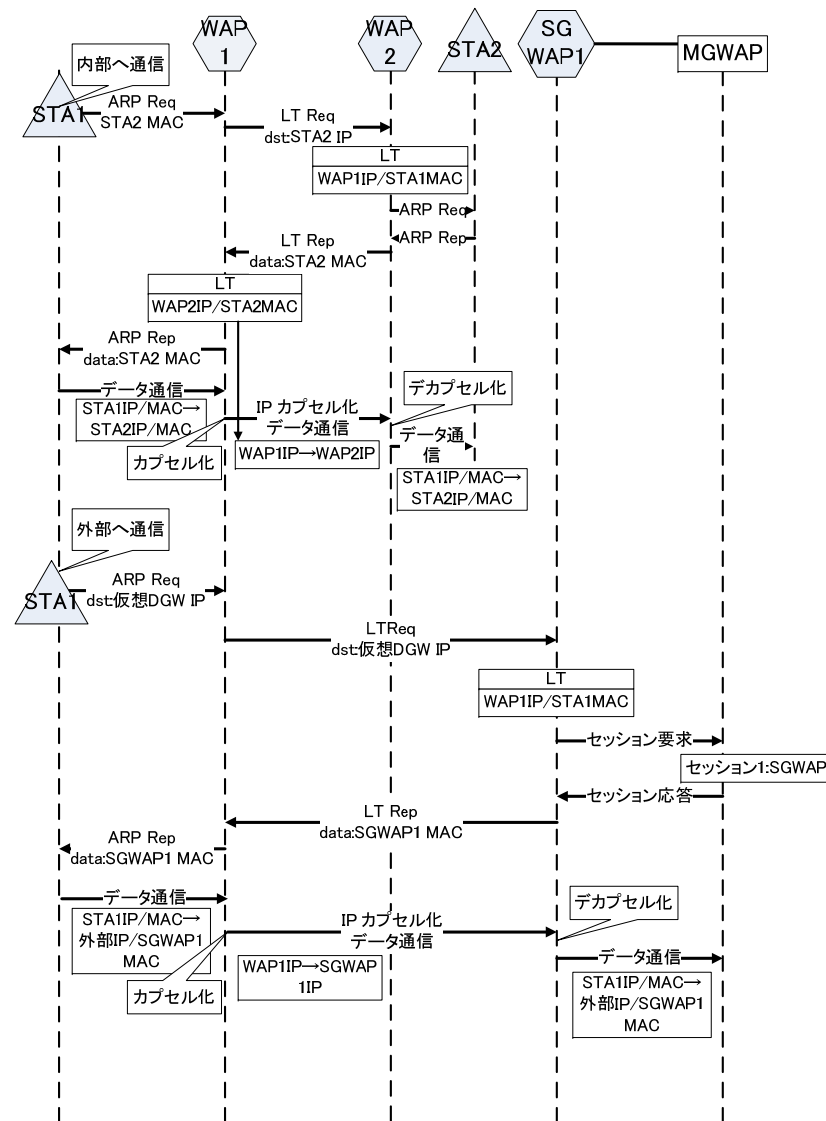 WAP
1
WAP
2
STA2
SG
WAP1
MGWAP
内部へ通信
STA1
ARP Req
STA2 MAC
LT Req
dst:STA2 IP
LT
WAP1IP/STA1MAC
ARP Req
ARP Rep
LT Rep
data:STA2 MAC
LT
WAP2IP/STA2MAC
ARP Rep
data:STA2 MAC
データ通信
STA1IP/MAC→
STA2IP/MAC
カプセル化
IP カプセル化
データ通信
WAP1IP→WAP2IP
デカプセル化
データ通
信
STA1IP/MAC→
STA2IP/MAC
外部へ通信
STA1
ARP Req
dst:仮想DGW IP
LTReq
dst:仮想DGW IP
LT
WAP1IP/STA1MAC
セッション要求
セッション1:SGWAP
セッション応答
LT Rep
data:SGWAP1 MAC
ARP Rep
data:SGWAP1 MAC
データ通信
STA1IP/MAC→
外部IP/SGWAP1
MAC
カプセル化
IP カプセル化
データ通信
WAP1IP→SGWAP
1IP
デカプセル化
データ通信
STA1IP/MAC→
外部IP/SGWAP1
MAC